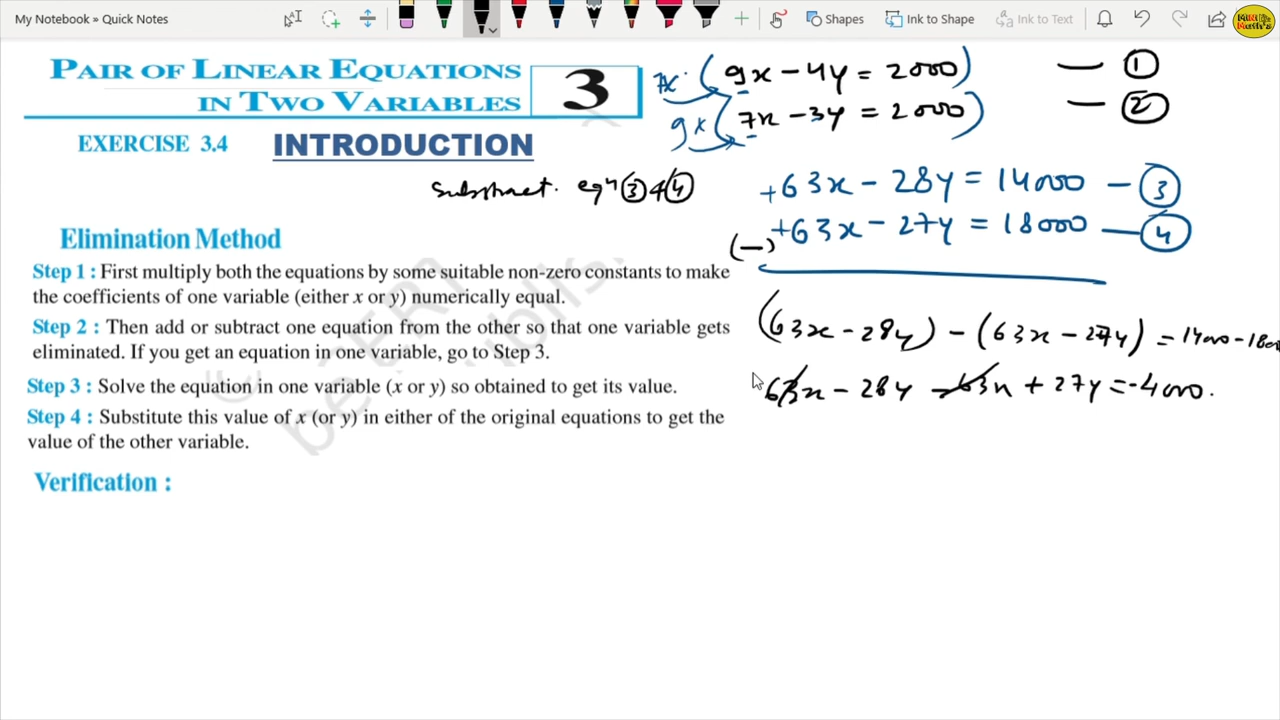 My Notebook » Quick Notes
Shapes
Ink to Shape
Ink to Text
PAIR OF LINEAR EQUATIONS
IN TWO VARIABLES
3
EXERCISE 3.4 INTRODUCTION
7x (9x - 4y = 2000) — ①
9x (7x - 3y = 2000) — ②
Substract. eqn ③ & ④
+63x - 28y = 14000 - ③
+63x - 27y = 18000 — ④
(-)
(63x - 28y) - (63x - 27y) = 14000 - 18000
63x - 28y - 63x + 27y = -4000.
Elimination Method
Step 1 : First multiply both the equations by some suitable non-zero constants to make
the coefficients of one variable (either x or y) numerically equal.
Step 2 : Then add or subtract one equation from the other so that one variable gets
eliminated. If you get an equation in one variable, go to Step 3.
Step 3 : Solve the equation in one variable (x or y) so obtained to get its value.
Step 4 : Substitute this value of x (or y) in either of the original equations to get the
value of the other variable.
Verification :